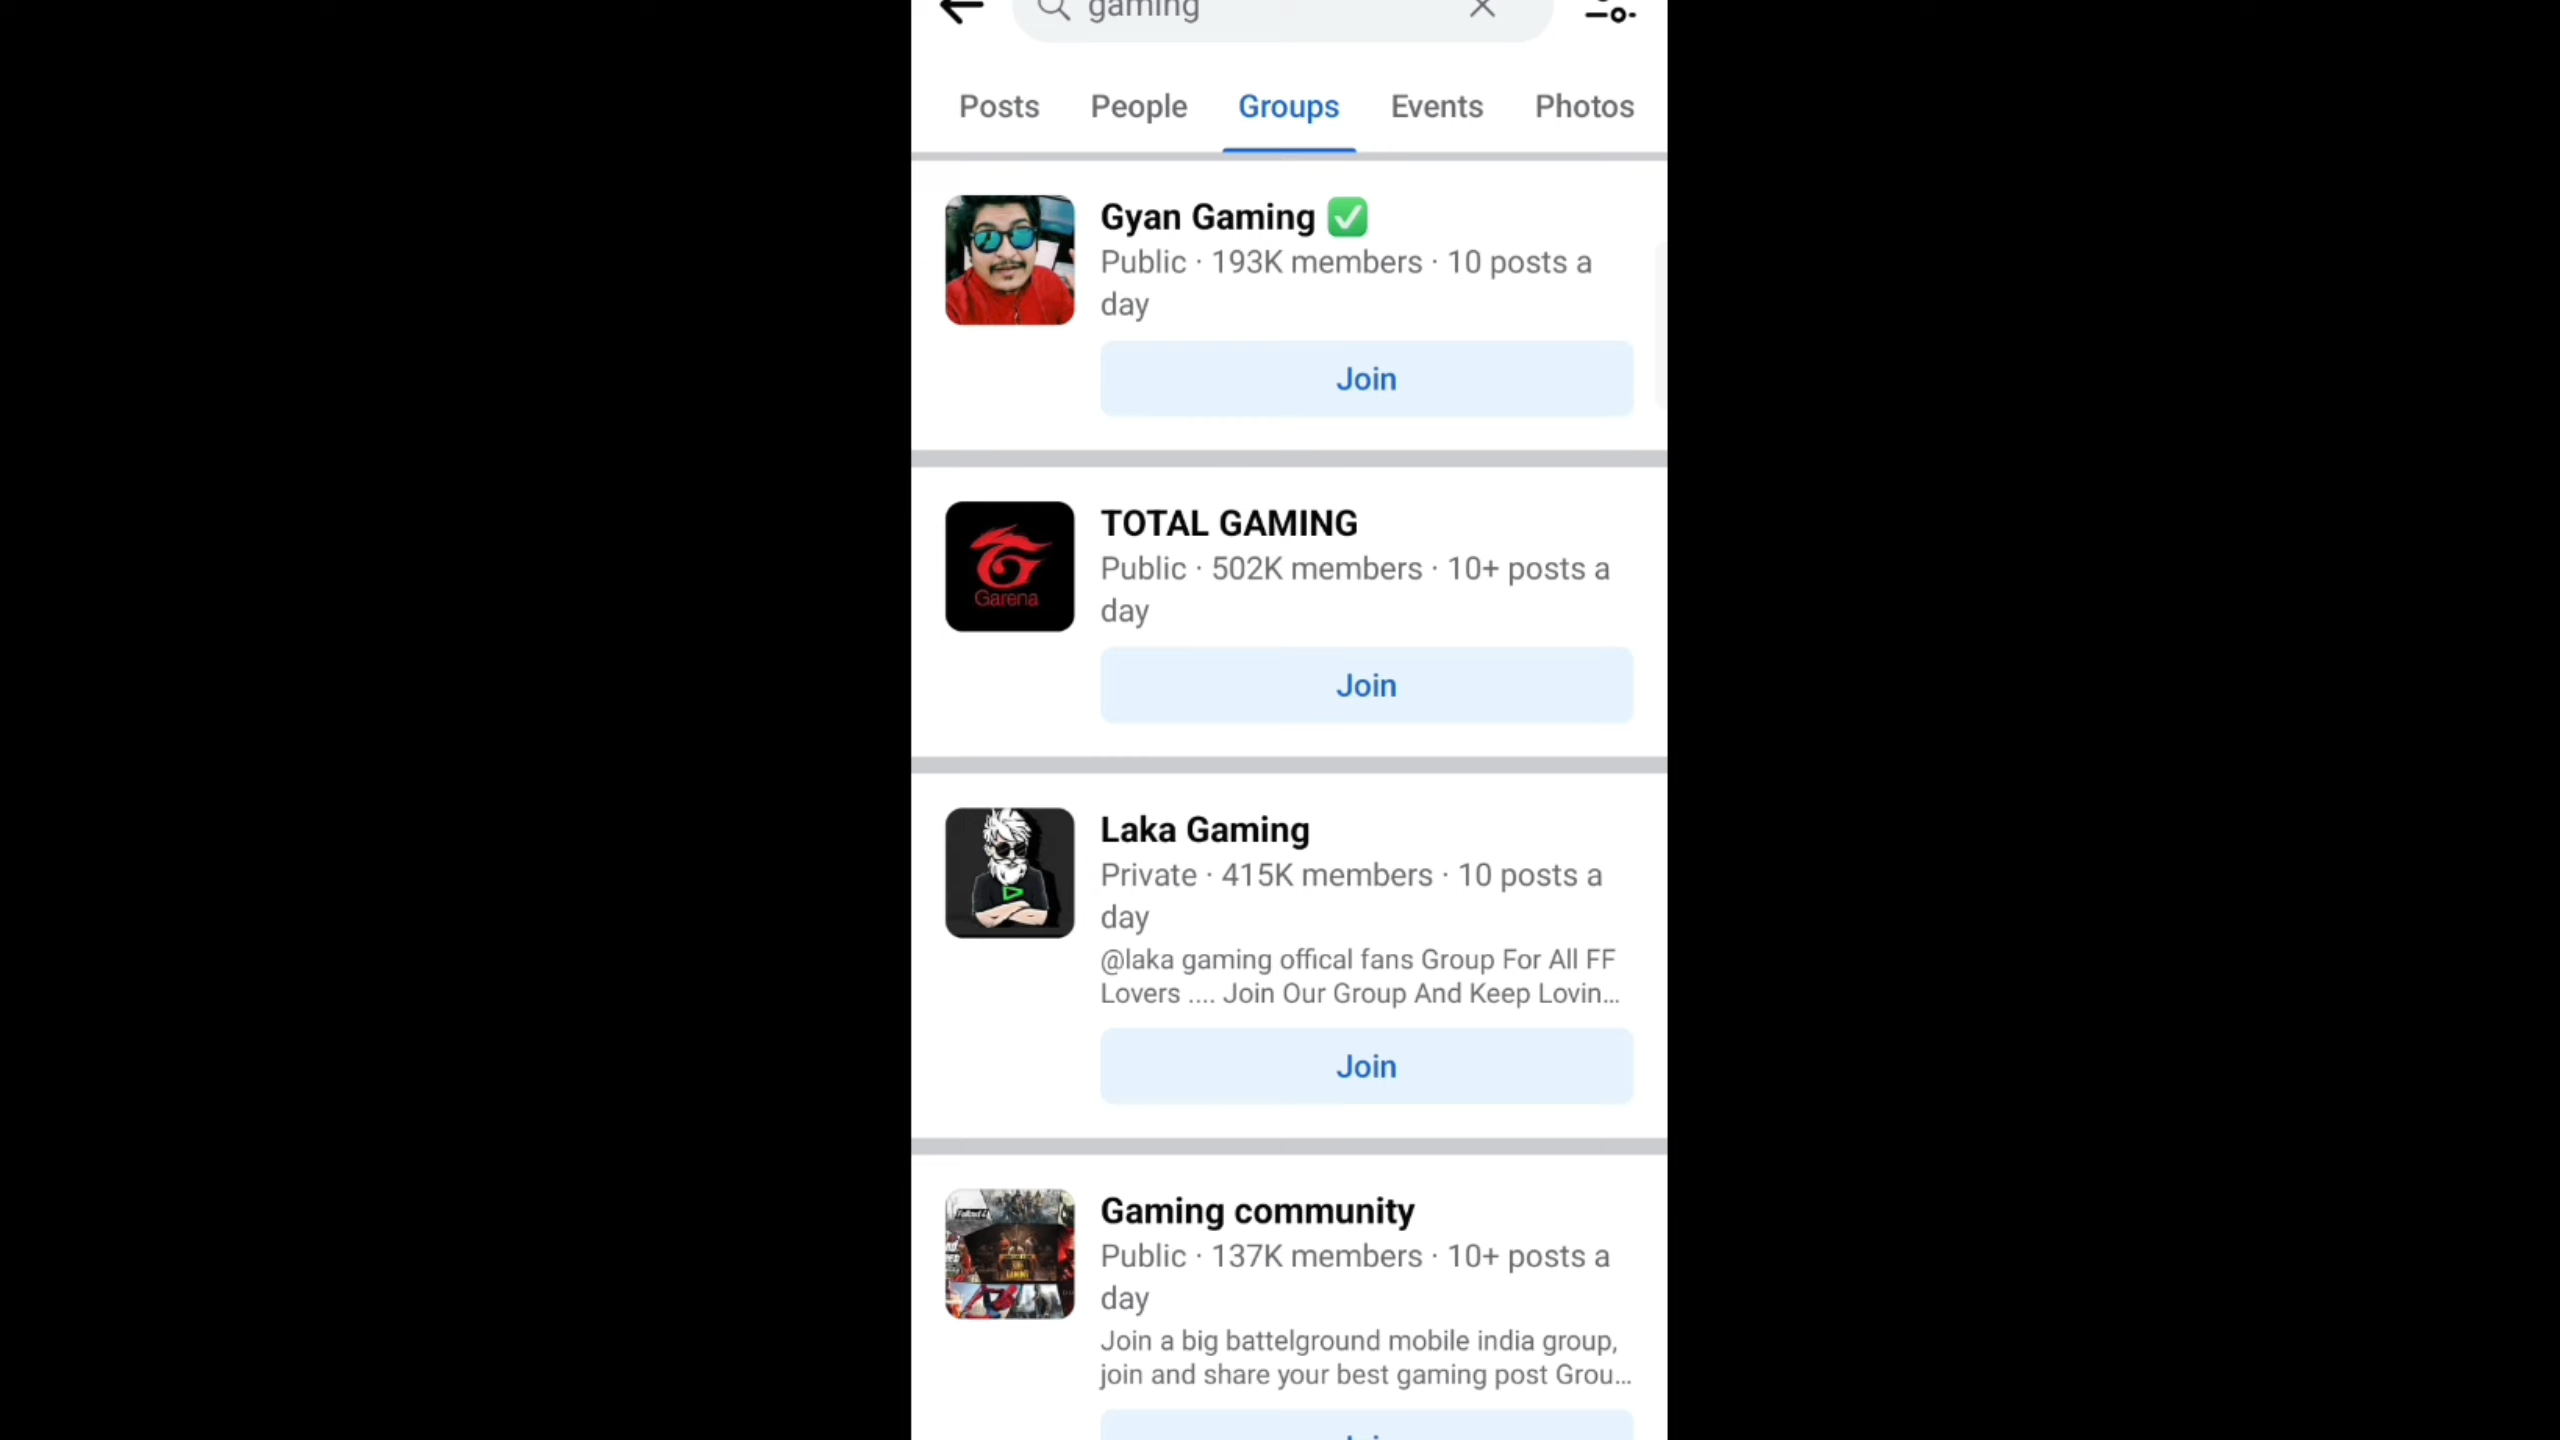 gaming
Posts People Groups Events Photos
Gyan Gaming ✅
Public · 193K members · 10 posts a
day
Join
TOTAL GAMING
Public · 502K members · 10+ posts a
day
Garena
Join
Laka Gaming
Private · 415K members · 10 posts a
day
@laka gaming offical fans Group For All FF
Lovers .... Join Our Group And Keep Lovin...
Join
Gaming community
Public · 137K members · 10+ posts a
day
Join a big battelground mobile india group,
join and share your best gaming post Grou...